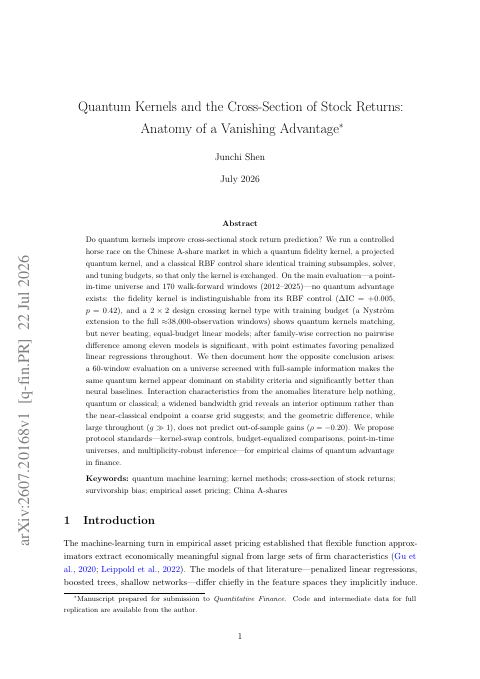 Quantum Kernels and the Cross-Section of Stock Returns:
Anatomy of a Vanishing Advantage*
Junchi Shen
July 2026
Abstract
Do quantum kernels improve cross-sectional stock return prediction? We run a controlled
horse race on the Chinese A-share market in which a quantum fidelity kernel, a projected
quantum kernel, and a classical RBF control share identical training subsamples, solver,
and tuning budgets, so that only the kernel is exchanged. On the main evaluation—a point-
in-time universe and 170 walk-forward windows (2012–2025)—no quantum advantage
exists: the fidelity kernel is indistinguishable from its RBF control (ΔIC = +0.005,
p = 0.42), and a 2 × 2 design crossing kernel type with training budget (a Nyström
extension to the full ≈38,000-observation windows) shows quantum kernels matching,
but never beating, equal-budget linear models; after family-wise correction no pairwise
difference among eleven models is significant, with point estimates favoring penalized
linear regressions throughout. We then document how the opposite conclusion arises:
a 60-window evaluation on a universe screened with full-sample information makes the
same quantum kernel appear dominant on stability criteria and significantly better than
neural baselines. Interaction characteristics from the anomalies literature help nothing,
quantum or classical; a widened bandwidth grid reveals an interior optimum rather than
the near-classical endpoint a coarse grid suggests; and the geometric difference, while
large throughout (g ≫ 1), does not predict out-of-sample gains (ρ = −0.20). We propose
protocol standards—kernel-swap controls, budget-equalized comparisons, point-in-time
universes, and multiplicity-robust inference—for empirical claims of quantum advantage
in finance.
Keywords: quantum machine learning; kernel methods; cross-section of stock returns;
survivorship bias; empirical asset pricing; China A-shares
1 Introduction
The machine-learning turn in empirical asset pricing established that flexible function approx-
imators extract economically meaningful signal from large sets of firm characteristics (Gu et
al., 2020; Leippold et al., 2022). The models of that literature—penalized linear regressions,
boosted trees, shallow networks—differ chiefly in the feature spaces they implicitly induce.
*Manuscript prepared for submission to Quantitative Finance. Code and intermediate data for full
replication are available from the author.
1
arXiv:2607.20168v1 [q-fin.PR] 22 Jul 2026